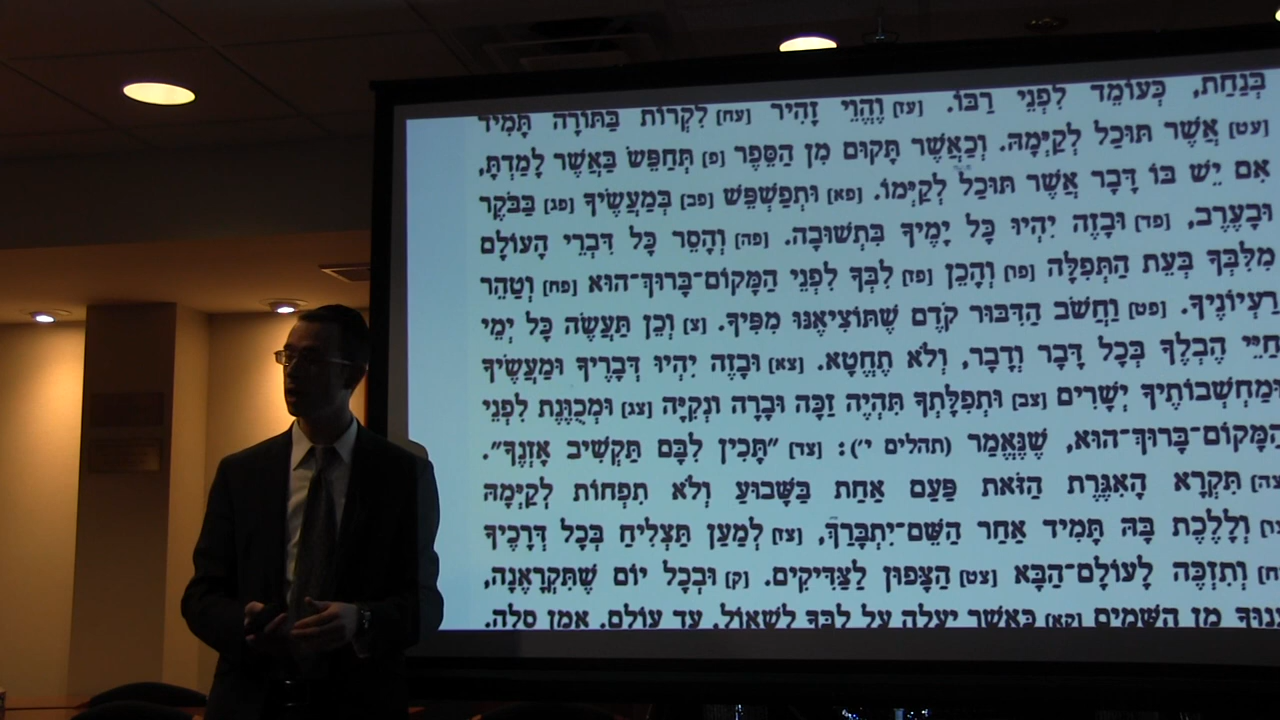 בְּנַחַת, כְּעוֹמֵד לִפְנֵי רַבּוֹ. [עז] וֶהֱוֵי זָהִיר [עח] לִקְרוֹת בַּתּוֹרָה תָּמִיד
[עט] אֲשֶׁר תּוּכַל לְקַיְּמָהּ. וְכַאֲשֶׁר תָּקוּם מִן הַסֵּפֶר [פ] תְּחַפֵּשׂ בַּאֲשֶׁר לָמַדְתָּ,
אִם יֵשׁ בּוֹ דָּבָר אֲשֶׁר תּוּכַל לְקַיְּמוֹ. [פא] וּתְפַשְׁפֵּשׁ [פב] בְּמַעֲשֶׂיךָ [פג] בַּבֹּקֶר
וּבָעֶרֶב, [פד] וּבָזֶה יִהְיוּ כָּל יָמֶיךָ בִּתְשׁוּבָה. [פה] וְהָסֵר כָּל דִּבְרֵי הָעוֹלָם
מִלִּבְּךָ בְּעֵת הַתְּפִלָּה [פו] וְהָכֵן [פז] לִבְּךָ לִפְנֵי הַמָּקוֹם־בָּרוּךְ־הוּא [פח] וְטַהֵר
רַעְיוֹנֶיךָ. [פט] וַחֲשֹׁב הַדִּבּוּר קֹדֶם שֶׁתּוֹצִיאֶנּוּ מִפִּיךָ. [צ] וְכֵן תַּעֲשֶׂה כָּל יְמֵי
חַיֵּי הֶבְלֶךָ בְּכָל דָּבָר וְדָבָר, וְלֹא תֶחֱטָא. [צא] וּבָזֶה יִהְיוּ דְּבָרֶיךָ וּמַעֲשֶׂיךָ
וּמַחְשְׁבוֹתֶיךָ יְשָׁרִים [צב] וּתְפִלָּתְךָ תִּהְיֶה זַכָּה וּבָרָה וּנְקִיָּה [צג] וּמְכֻוֶּנֶת לִפְנֵי
הַמָּקוֹם־בָּרוּךְ־הוּא, שֶׁנֶּאֱמַר (תהלים י׳): [צד] ״תָּכִין לִבָּם תַּקְשִׁיב אָזְנֶךָ״.
תִּקְרָא הָאִגֶּרֶת הַזֹּאת פַּעַם אַחַת בַּשָּׁבוּעַ וְלֹא תִפְחוֹת לְקַיְּמָהּ
וְלָלֶכֶת בָּהּ תָּמִיד אַחַר הַשֵּׁם־יִתְבָּרַךְ, [צז] לְמַעַן תַּצְלִיחַ בְּכָל דְּרָכֶיךָ
וְתִזְכֶּה לָעוֹלָם־הַבָּא [צט] הַצָּפוּן לַצַּדִּיקִים. [ק] וּבְכָל יוֹם שֶׁתִּקְרָאֶנָּה,
מִן הַשָּׁמַיִם [קא] כַּאֲשֶׁר יַעֲלֶה עַל לִבְּךָ לִשְׁאוֹל. עַד עוֹלָם. אָמֵן סֶלָה.